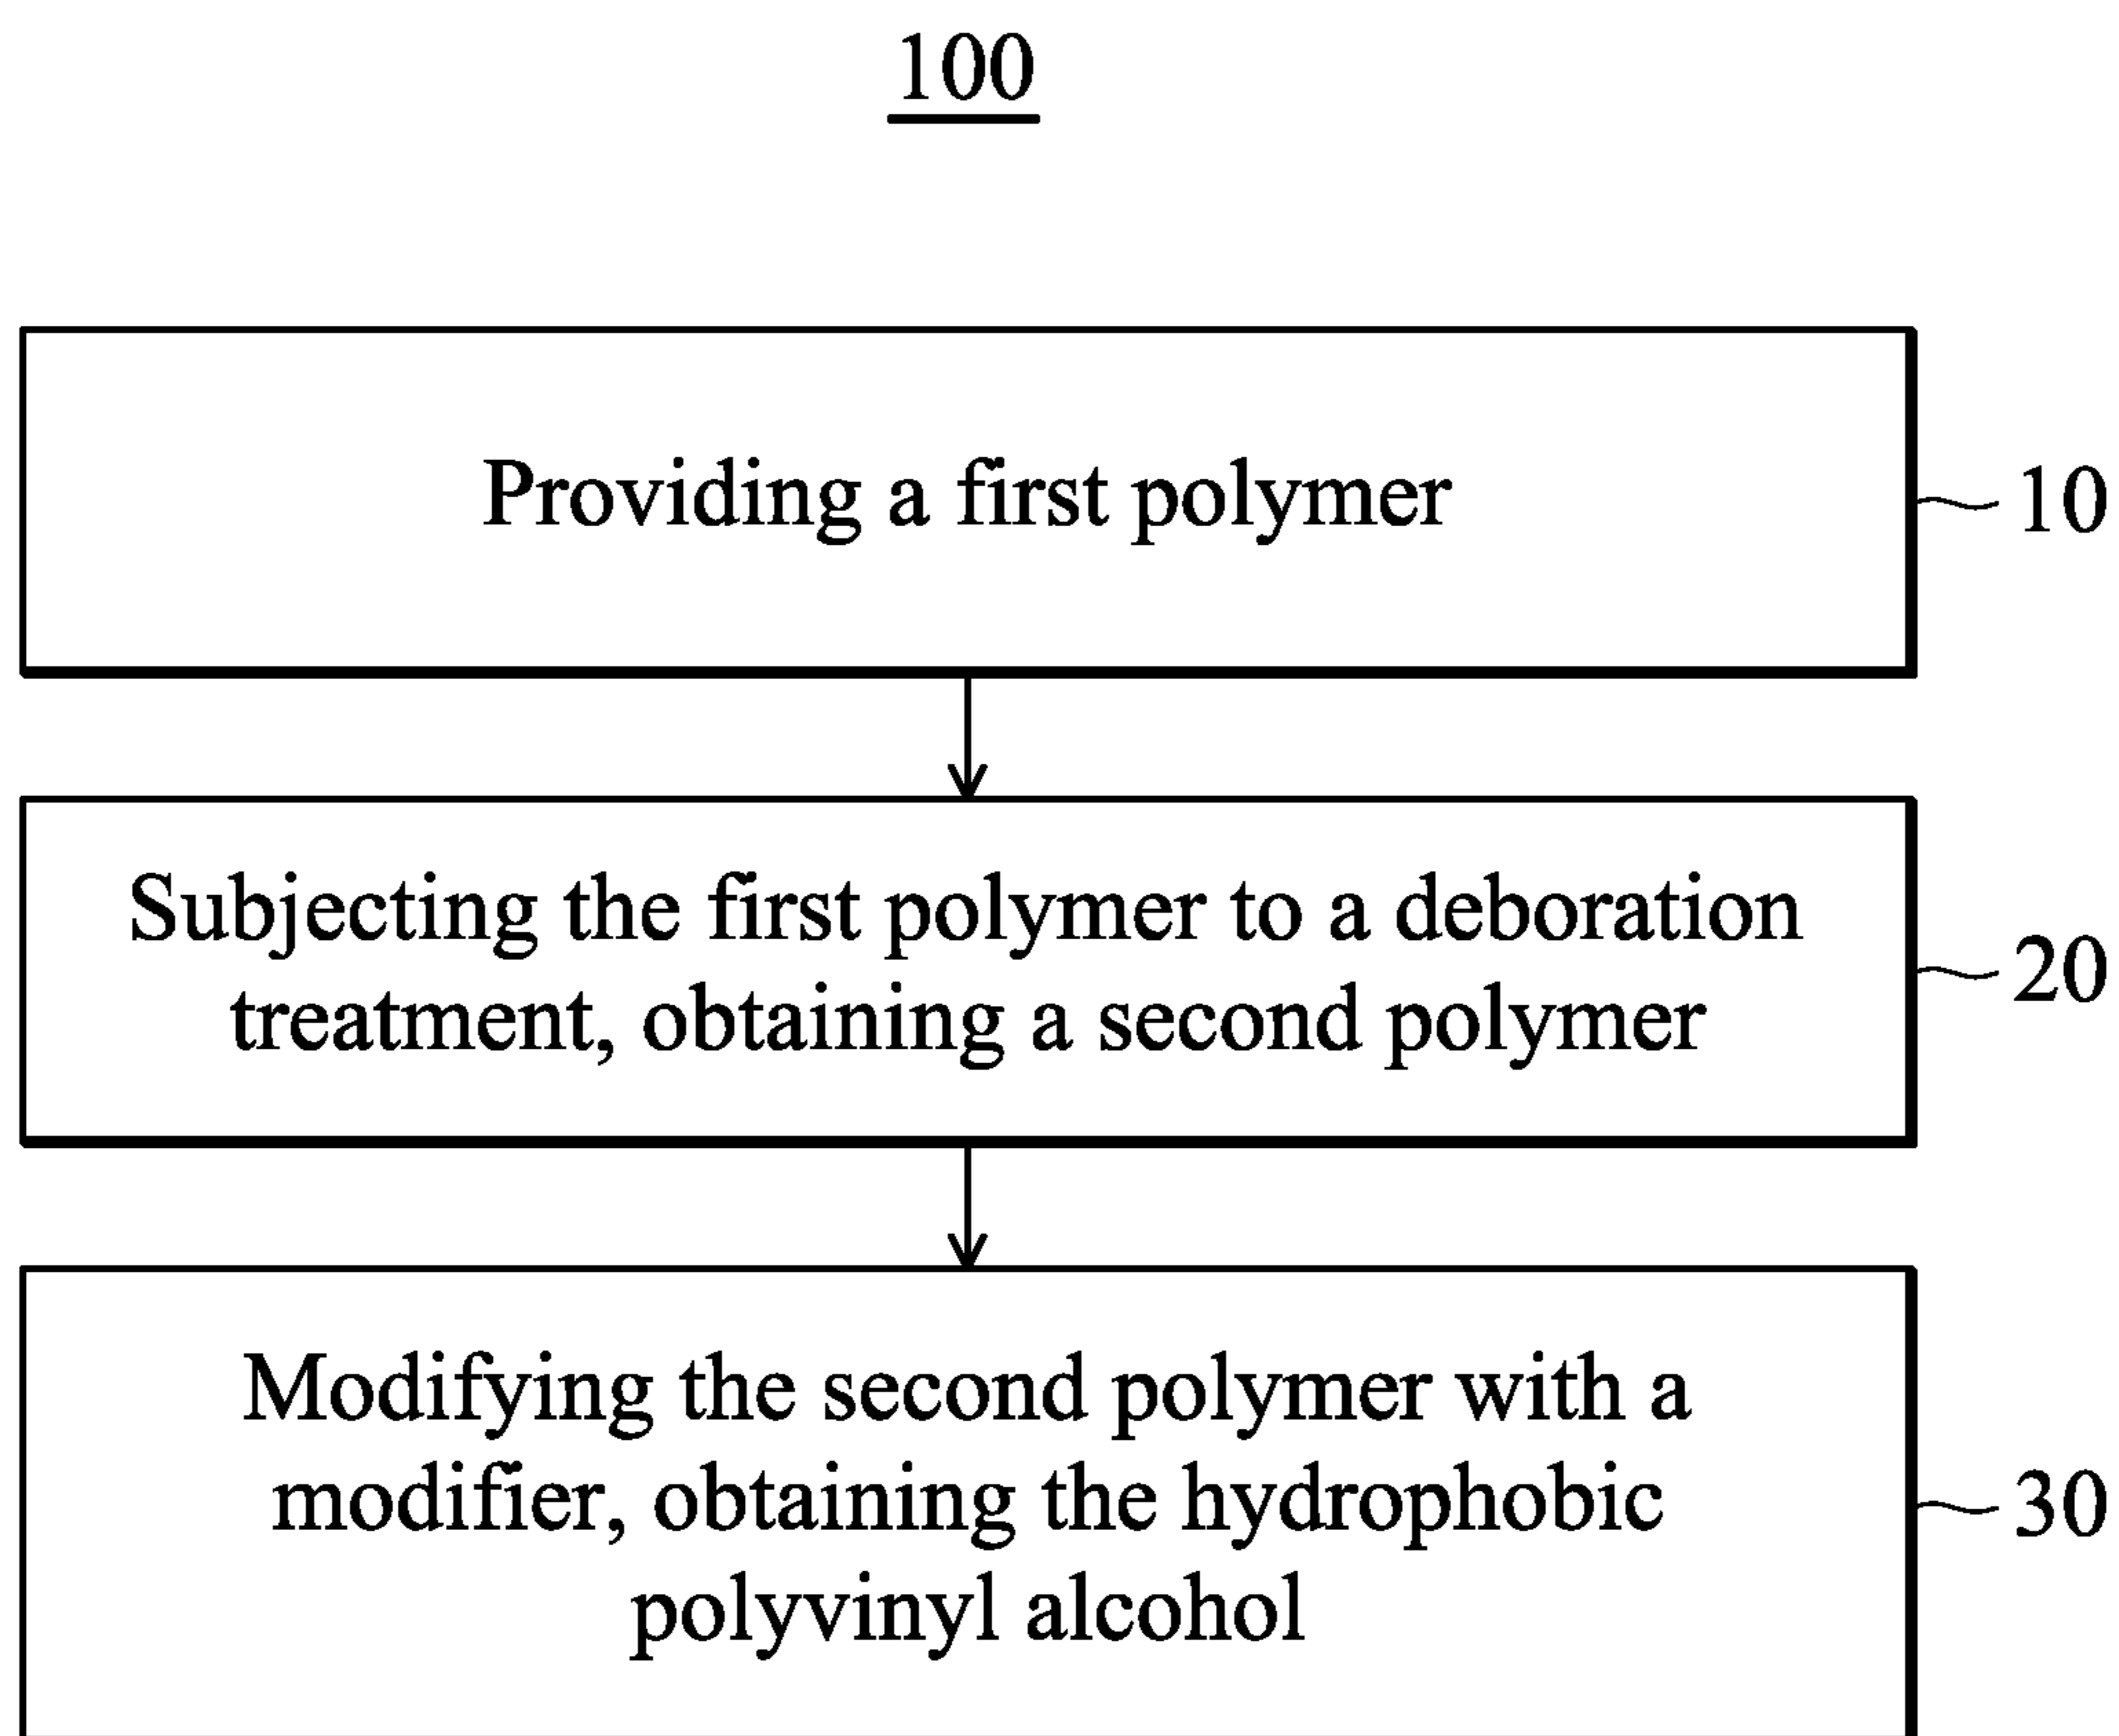 100
Providing a first polymer
10
Subjecting the first polymer to a deboration
treatment, obtaining a second polymer
20
Modifying the second polymer with a
modifier, obtaining the hydrophobic
polyvinyl alcohol
30